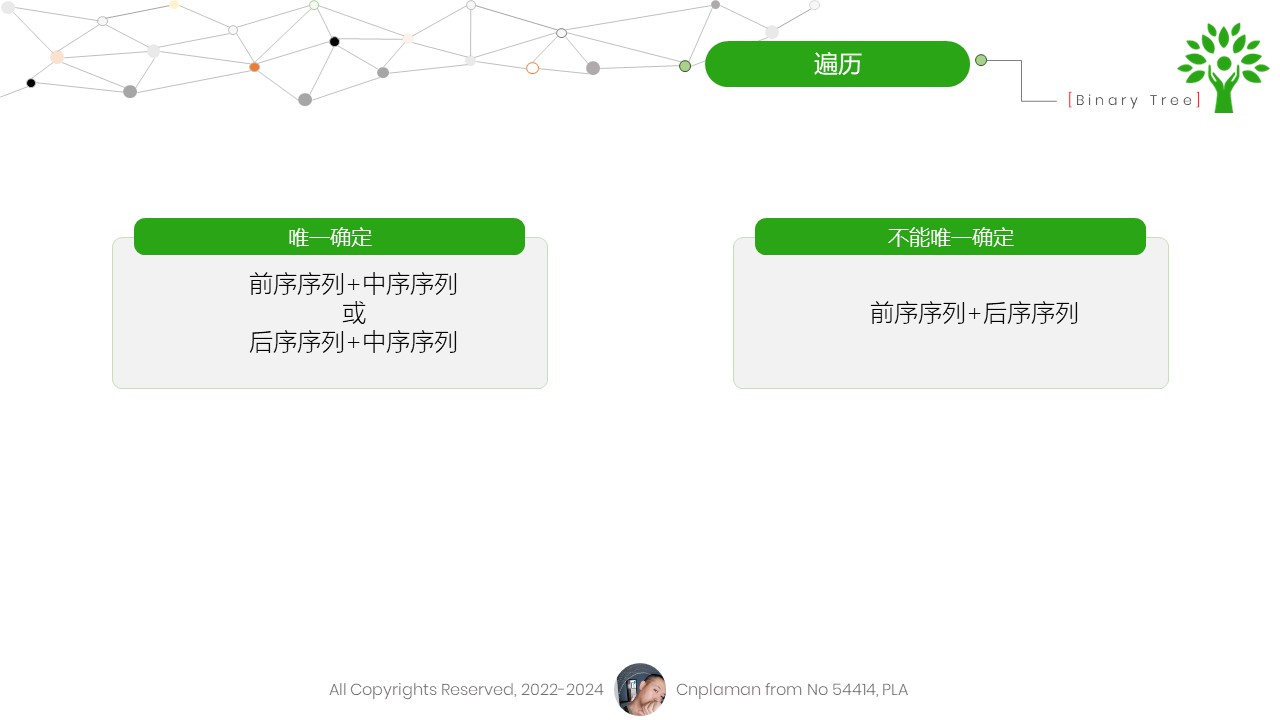 遍历
[Binary Tree]
唯一确定
前序序列+中序序列
或
后序序列+中序序列
不能唯一确定
前序序列+后序序列
All Copyrights Reserved, 2022-2024
Cnplaman from No 54414, PLA